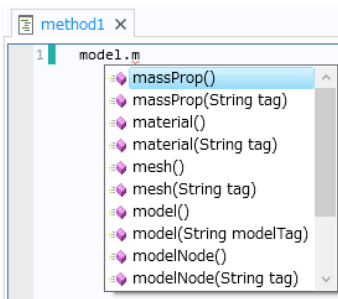 method1
1 model.m
massProp()
massProp(String tag)
material()
material(String tag)
mesh()
mesh(String tag)
model()
model(String modelTag)
modelNode()
modelNode(String tag)